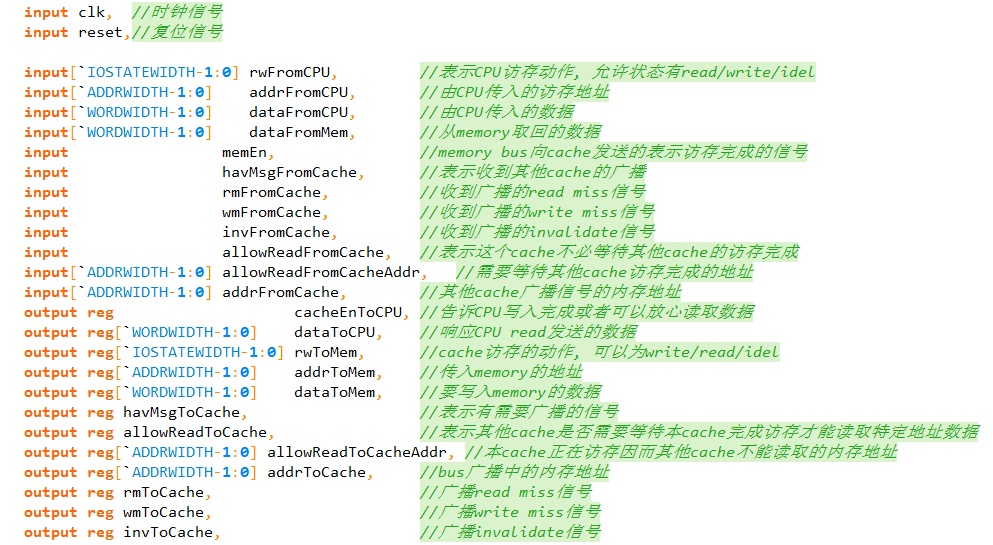 input clk, //时钟信号
input reset,//复位信号
input[`IOSTATEWIDTH-1:0] rwFromCPU, //表示CPU访存动作, 允许状态有read/write/idel
input[`ADDRWIDTH-1:0] addrFromCPU, //由CPU传入的访存地址
input[`WORDWIDTH-1:0] dataFromCPU, //由CPU传入的数据
input[`WORDWIDTH-1:0] dataFromMem, //从memory取回的数据
input memEn, //memory bus向cache发送的表示访存完成的信号
input havMsgFromCache, //表示收到其他cache的广播
input rmFromCache, //收到广播的read miss信号
input wmFromCache, //收到广播的write miss信号
input invFromCache, //收到广播的invalidate信号
input allowReadFromCache, //表示这个cache不必等待其他cache的访存完成
input[`ADDRWIDTH-1:0] allowReadFromCacheAddr, //需要等待其他cache访存完成的地址
input[`ADDRWIDTH-1:0] addrFromCache, //其他cache广播信号的内存地址
output reg cacheEnToCPU, //告诉CPU写入完成或者可以放心读取数据
output reg[`WORDWIDTH-1:0] dataToCPU, //响应CPU read发送的数据
output reg[`IOSTATEWIDTH-1:0] rwToMem, //cache访存的动作, 可以为write/read/idel
output reg[`ADDRWIDTH-1:0] addrToMem, //传入memory的地址
output reg[`WORDWIDTH-1:0] dataToMem, //要写入memory的数据
output reg havMsgToCache, //表示有需要广播的信号
output reg allowReadToCache, //表示其他cache是否需要等待本cache完成访存才能读取特定地址数据
output reg[`ADDRWIDTH-1:0] allowReadToCacheAddr, //本cache正在访存因而其他cache不能读取的内存地址
output reg[`ADDRWIDTH-1:0] addrToCache, //bus广播中的内存地址
output reg rmToCache, //广播read miss信号
output reg wmToCache, //广播write miss信号
output reg invToCache, //广播invalidate信号